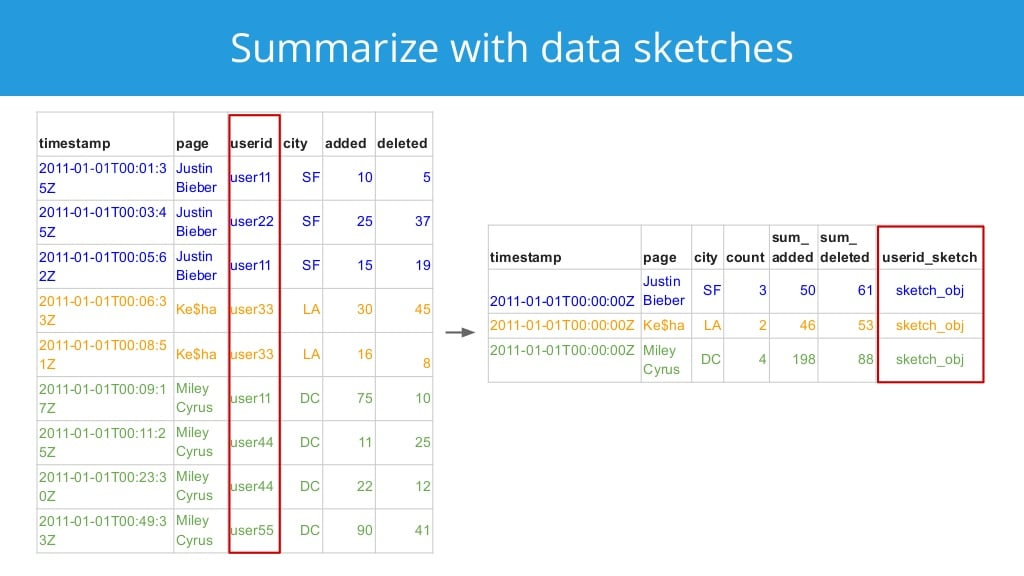 Summarize with data sketches
timestamp page userid city added deleted
2011-01-01T00:01:3 Justin user11 SF 10 5
5Z Bieber
2011-01-01T00:03:4 Justin user22 SF 25 37
5Z Bieber
2011-01-01T00:05:6 Justin user11 SF 15 19
2Z Bieber
2011-01-01T00:06:3 Ke$ha user33 LA 30 45
3Z
2011-01-01T00:08:5 Ke$ha user33 LA 16 8
1Z
2011-01-01T00:09:1 Miley user11 DC 75 10
7Z Cyrus
2011-01-01T00:11:2 Miley user44 DC 11 25
5Z Cyrus
2011-01-01T00:23:3 Miley user44 DC 22 12
0Z Cyrus
2011-01-01T00:49:3 Miley user55 DC 90 41
3Z Cyrus
sum_ sum_
timestamp page city count added deleted userid_sketch
Justin
2011-01-01T00:00:00Z Bieber SF 3 50 61 sketch_obj
2011-01-01T00:00:00Z Ke$ha LA 2 46 53 sketch_obj
2011-01-01T00:00:00Z Miley DC 4 198 88 sketch_obj
Cyrus